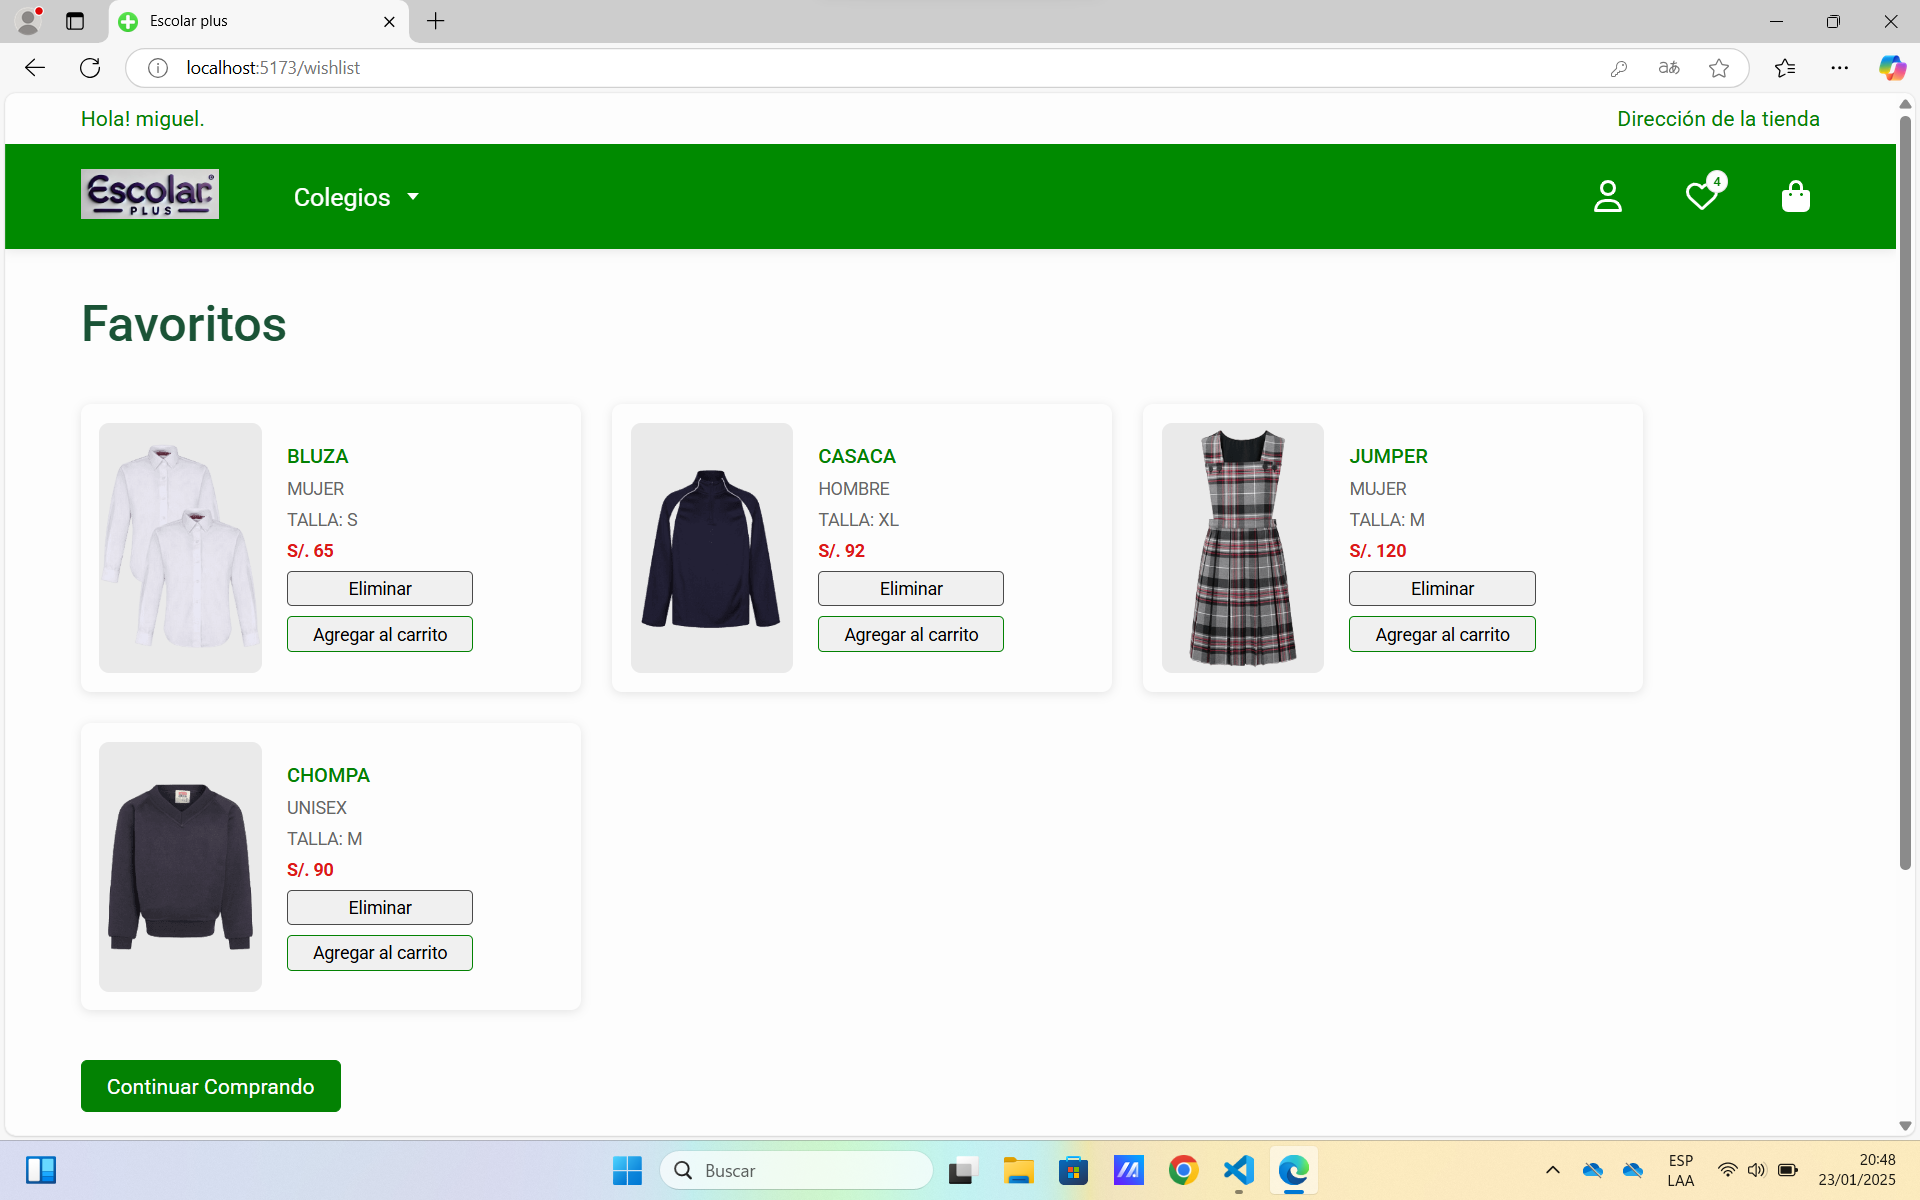 Escolar plus
localhost:5173/wishlist
Hola! miguel.
Dirección de la tienda
Escolar®
PLUS
Colegios
4
Favoritos
BLUZA
MUJER
TALLA: S
S/. 65
Eliminar
Agregar al carrito
CASACA
HOMBRE
TALLA: XL
S/. 92
Eliminar
Agregar al carrito
JUMPER
MUJER
TALLA: M
S/. 120
Eliminar
Agregar al carrito
CHOMPA
UNISEX
TALLA: M
S/. 90
Eliminar
Agregar al carrito
Continuar Comprando
Buscar
ESP
LAA
20:48
23/01/2025